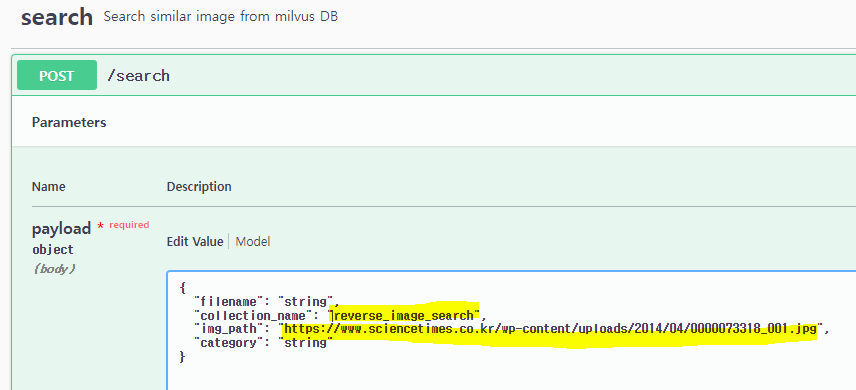 search Search similar image from milvus DB
POST /search
Parameters
Name Description
payload * required
object
(body)
Edit Value Model
{
"filename": "string",
"collection_name": "reverse_image_search",
"img_path": "https://www.sciencetimes.co.kr/wp-content/uploads/2014/04/0000073318_001.jpg",
"category": "string"
}